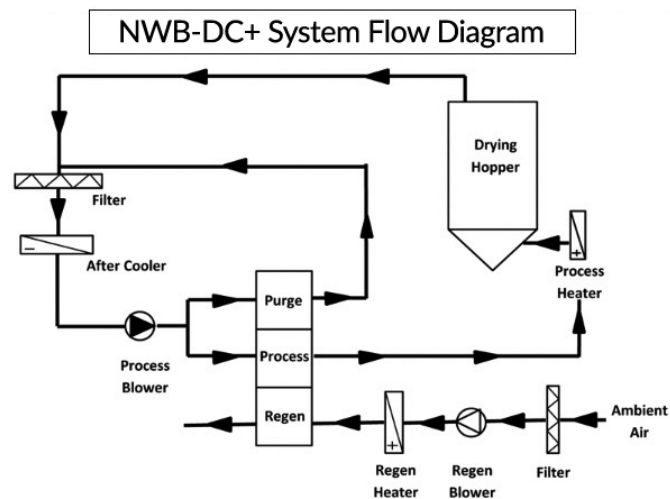 NWB-DC+ System Flow Diagram
Drying
Hopper
Filter
After Cooler
–
+
Process
Heater
Purge
Process
Blower
Process
Regen
Ambient
Air
+
Regen
Heater
Regen
Blower
Filter